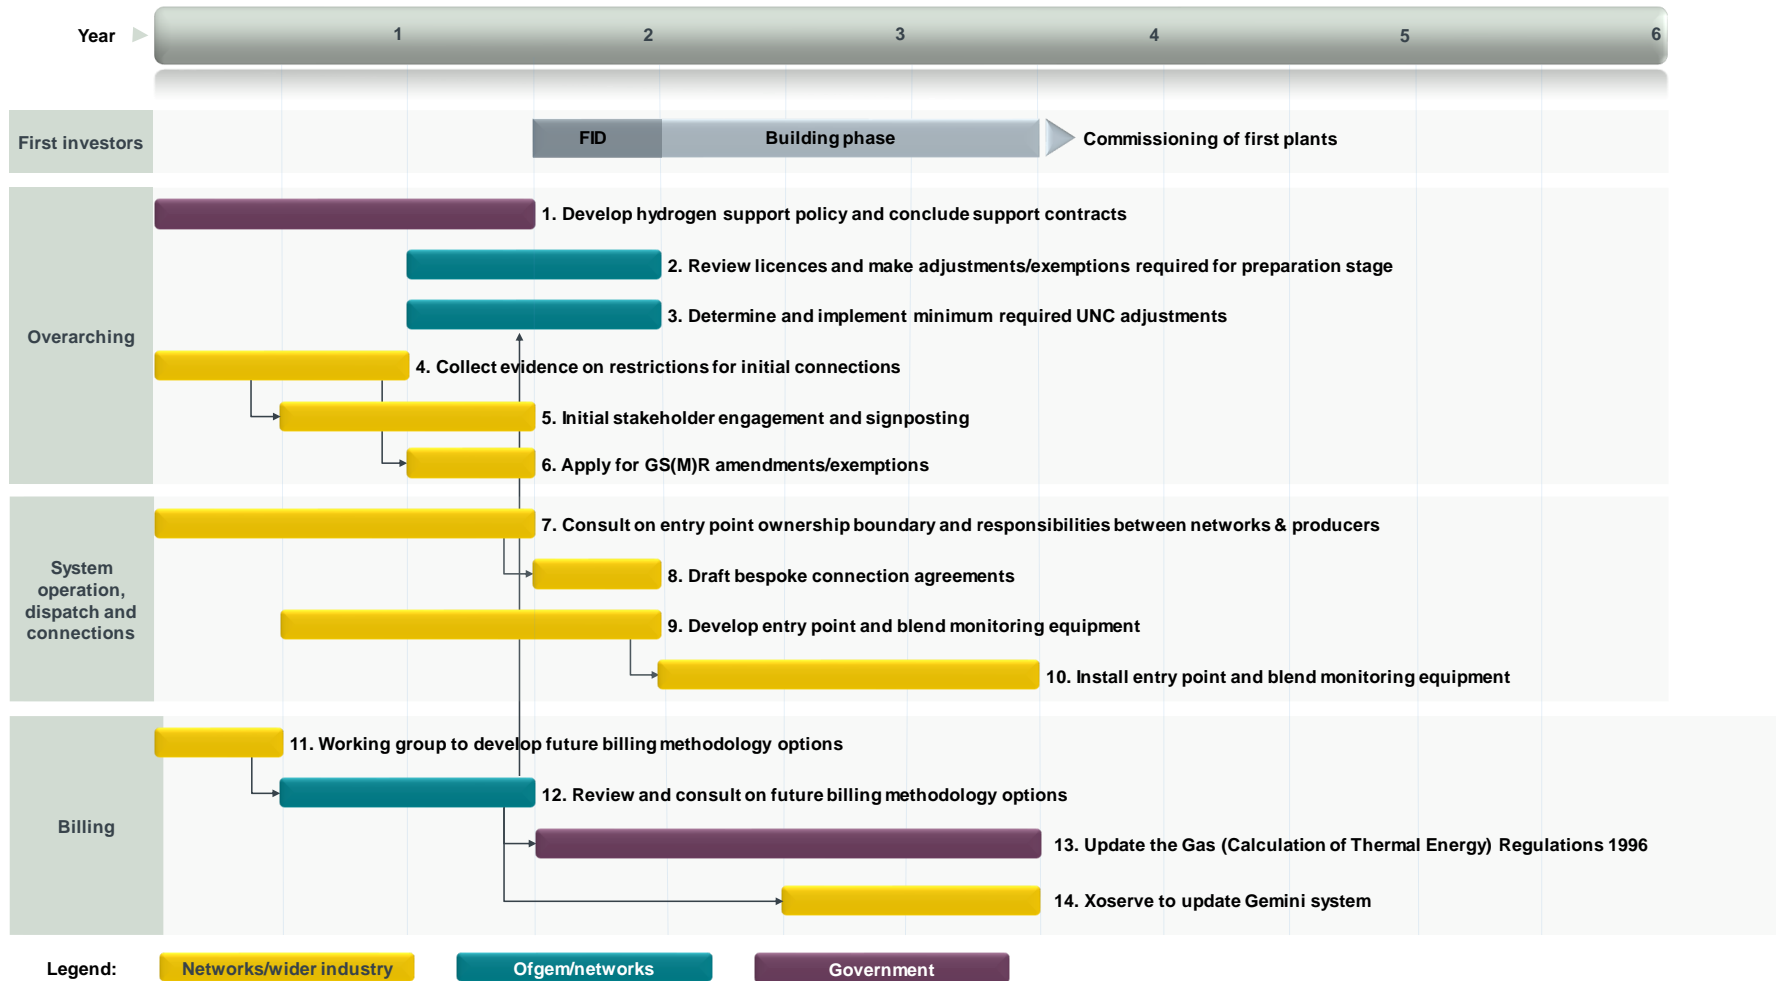 Year
1
2
3
4
5
6
First investors
FID
Building phase
Commissioning of first plants
Overarching
1. Develop hydrogen support policy and conclude support contracts
2. Review licences and make adjustments/exemptions required for preparation stage
3. Determine and implement minimum required UNC adjustments
4. Collect evidence on restrictions for initial connections
5. Initial stakeholder engagement and signposting
6. Apply for GS(M)R amendments/exemptions
System
operation,
dispatch and
connections
7. Consult on entry point ownership boundary and responsibilities between networks & producers
8. Draft bespoke connection agreements
9. Develop entry point and blend monitoring equipment
10. Install entry point and blend monitoring equipment
Billing
11. Working group to develop future billing methodology options
12. Review and consult on future billing methodology options
13. Update the Gas (Calculation of Thermal Energy) Regulations 1996
14. Xoserve to update Gemini system
Legend:
Networks/wider industry
Ofgem/networks
Government